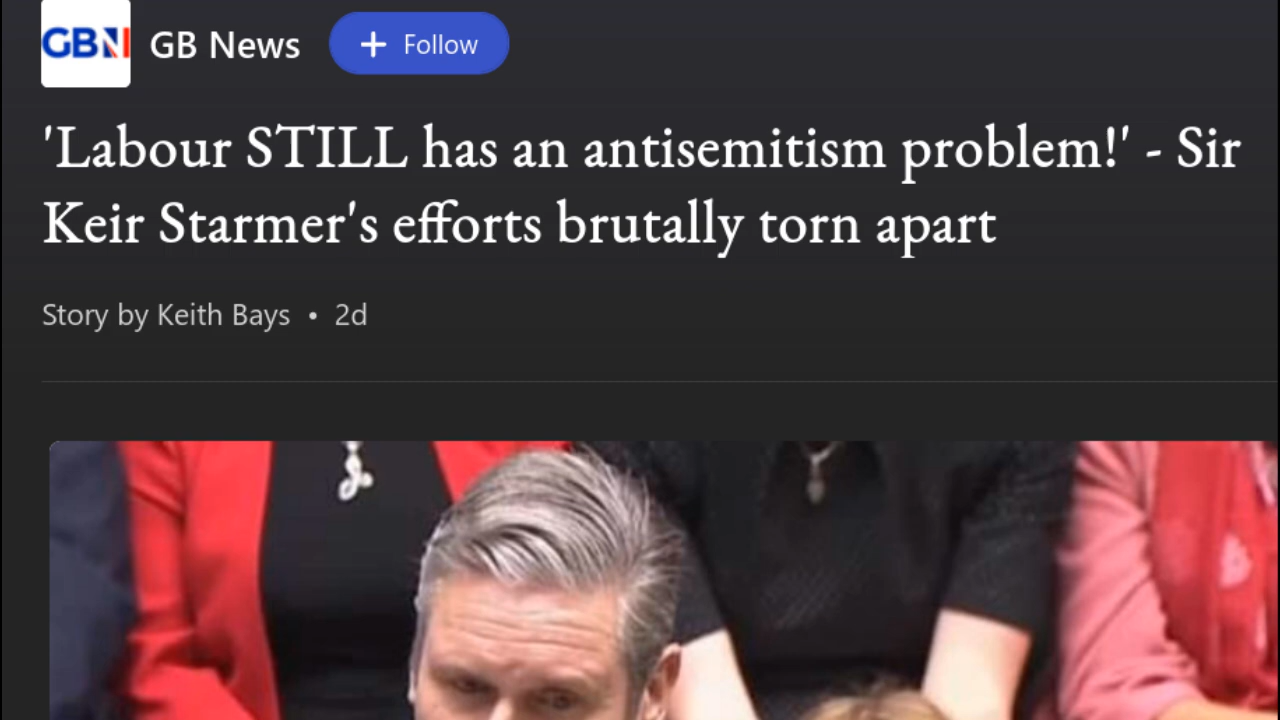 GBN
GB News
+ Follow
'Labour STILL has an antisemitism problem!' - Sir
Keir Starmer's efforts brutally torn apart
Story by Keith Bays • 2d